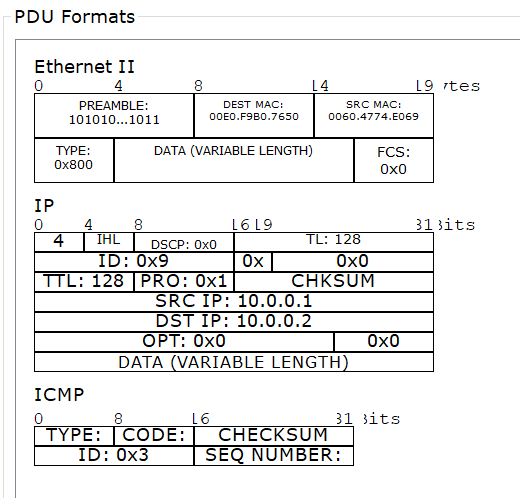 PDU Formats
Ethernet II
0 4 8 14 19 Bytes
PREAMBLE: 101010...1011 DEST MAC: 00E0.F9B0.7650 SRC MAC: 0060.4774.E069
TYPE: 0x800 DATA (VARIABLE LENGTH) FCS: 0x0
IP
0 4 8 16 19 31 Bits
4 IHL DSCP: 0x0 TL: 128
ID: 0x9 0x 0x0
TTL: 128 PRO: 0x1 CHKSUM
SRC IP: 10.0.0.1
DST IP: 10.0.0.2
OPT: 0x0 0x0
DATA (VARIABLE LENGTH)
ICMP
0 8 16 31 Bits
TYPE: CODE: CHECKSUM
ID: 0x3 SEQ NUMBER: